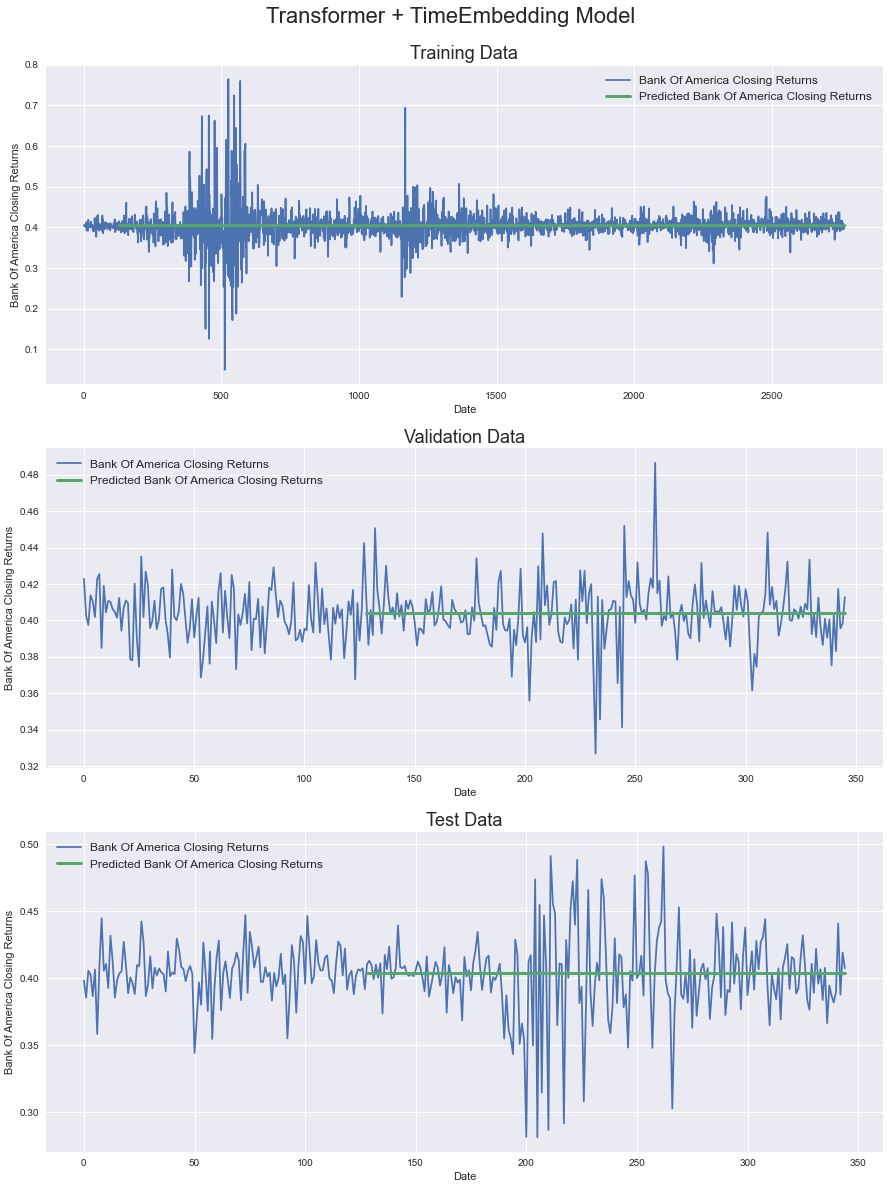 Transformer + TimeEmbedding Model
Training Data
Bank Of America Closing Returns
Predicted Bank Of America Closing Returns
Bank Of America Closing Returns
0.8
0.7
0.6
0.5
0.4
0.3
0.2
0.1
0 500 1000 1500 2000 2500
Date
Validation Data
Bank Of America Closing Returns
Predicted Bank Of America Closing Returns
Bank Of America Closing Returns
0.48
0.46
0.44
0.42
0.40
0.38
0.36
0.34
0.32
0 50 100 150 200 250 300 350
Date
Test Data
Bank Of America Closing Returns
Predicted Bank Of America Closing Returns
Bank Of America Closing Returns
0.50
0.45
0.40
0.35
0.30
0 50 100 150 200 250 300 350
Date